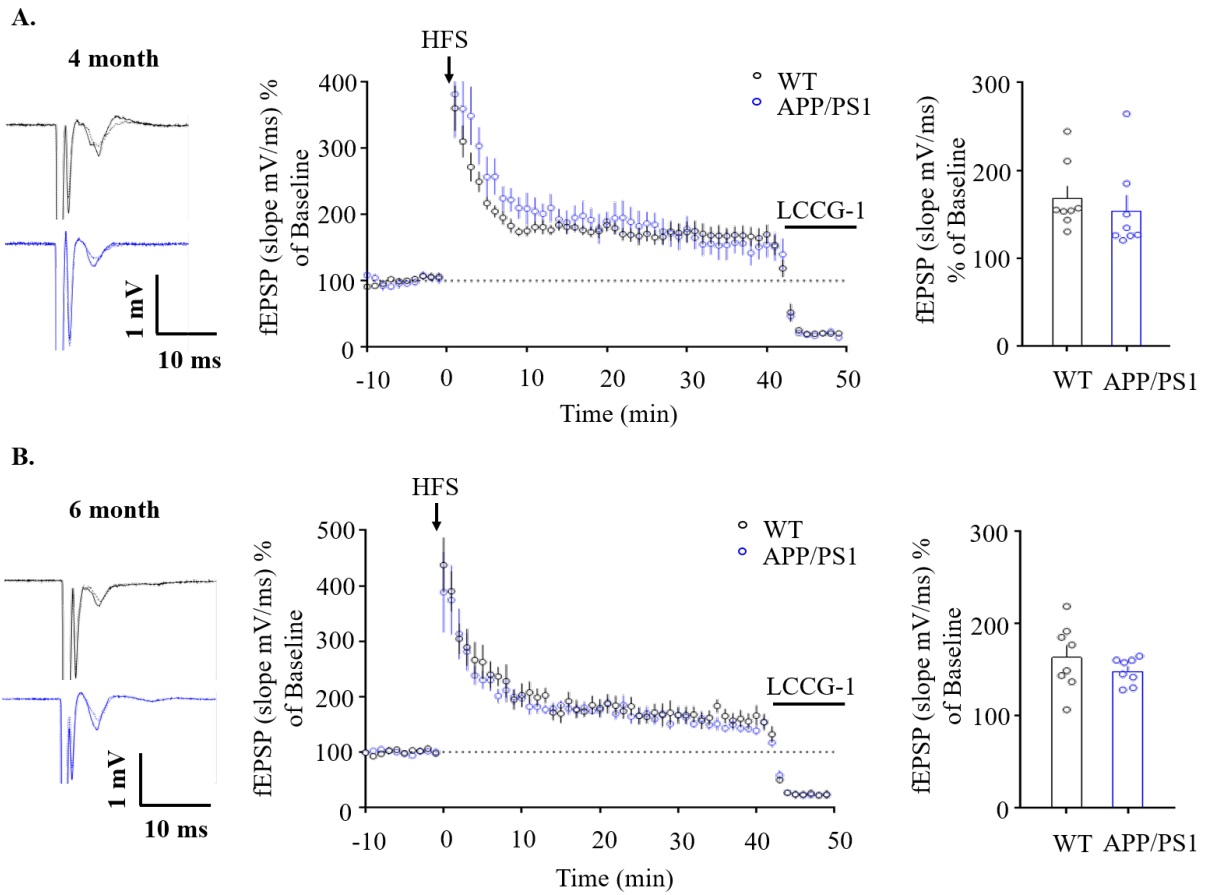 A.
4 month
1 mV
10 ms
fEPSP (slope mV/ms) %
of Baseline
400
300
200
100
0
HFS
WT
APP/PS1
LCCG-1
-10
0
10
20
30
40
50
Time (min)
fEPSP (slope mV/ms)
% of Baseline
300
200
100
0
WT
APP/PS1
B.
6 month
1 mV
10 ms
fEPSP (slope mV/ms) %
of Baseline
500
400
300
200
100
0
HFS
WT
APP/PS1
LCCG-1
-10
0
10
20
30
40
50
Time (min)
fEPSP (slope mV/ms) %
of Baseline
300
200
100
0
WT
APP/PS1